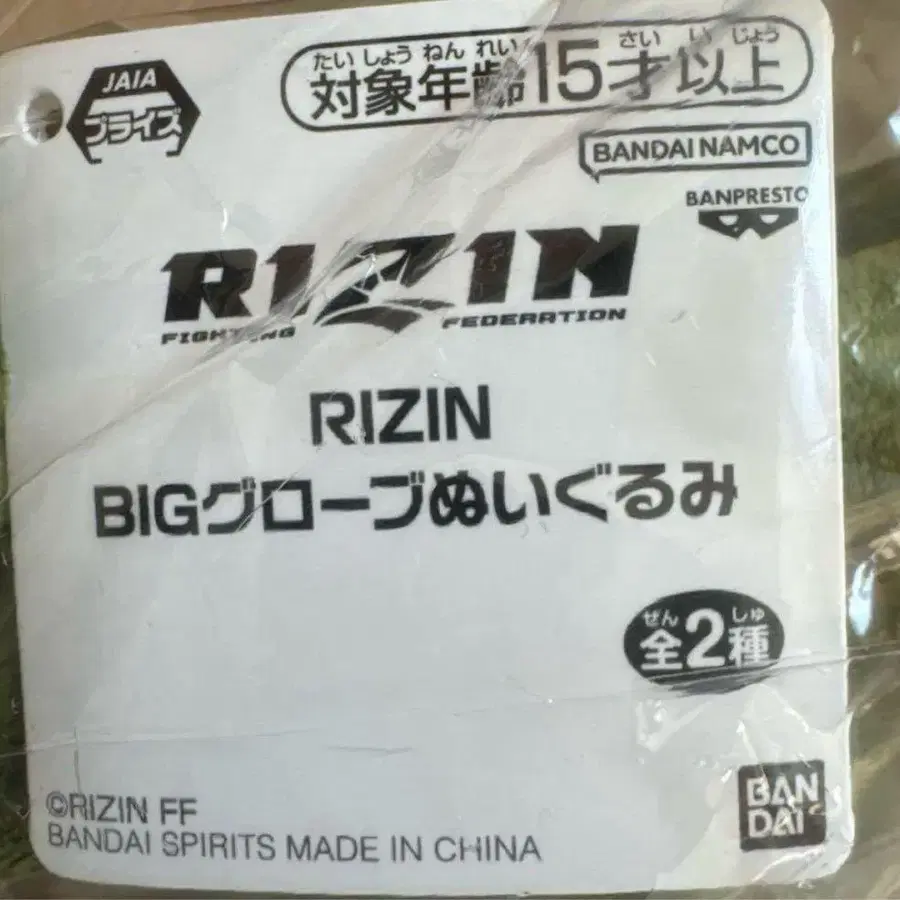 JAIA
プライズ
たいしょうねんれい さい いじょう
対象年齢15才以上
BANDAI NAMCO
BANPRESTO
RIZIN
FIGHTING FEDERATION
RIZIN
BIGグローブぬいぐるみ
ぜん しゅ
全2種
©RIZIN FF
BANDAI SPIRITS MADE IN CHINA
BAN
DAI